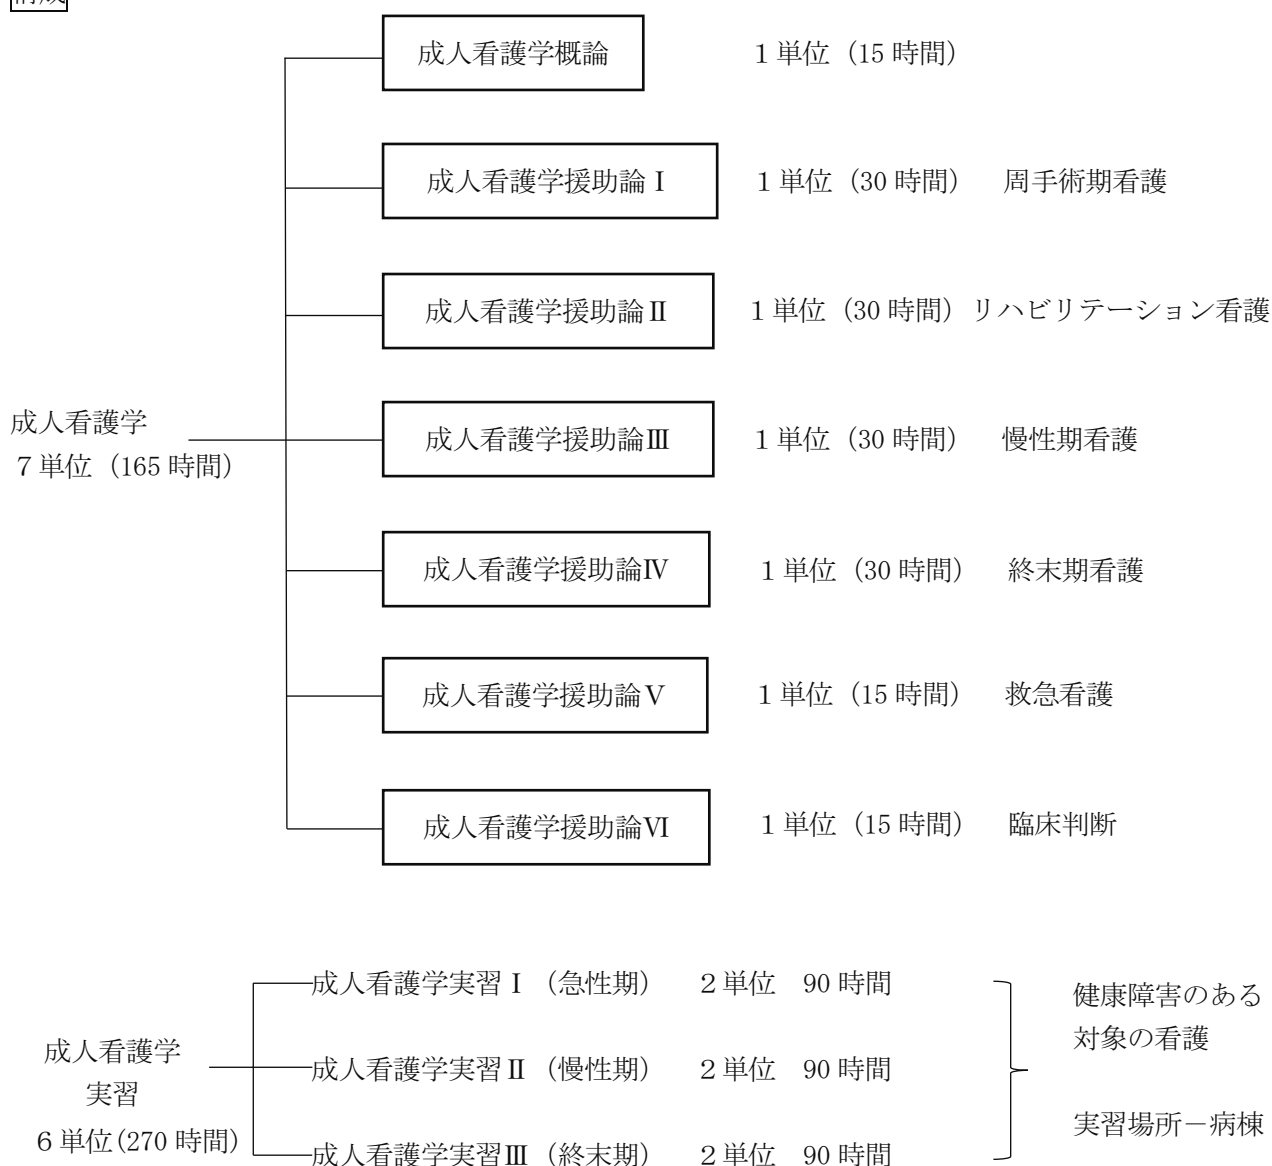 構成
成人看護学概論 1単位（15時間）
成人看護学援助論Ⅰ 1単位（30時間） 周手術期看護
成人看護学援助論Ⅱ 1単位（30時間）リハビリテーション看護
成人看護学
7単位（165時間）
成人看護学援助論Ⅲ 1単位（30時間） 慢性期看護
成人看護学援助論Ⅳ 1単位（30時間） 終末期看護
成人看護学援助論Ⅴ 1単位（15時間） 救急看護
成人看護学援助論Ⅵ 1単位（15時間） 臨床判断
成人看護学
実習
6単位(270時間)
成人看護学実習Ⅰ（急性期） 2単位 90時間
成人看護学実習Ⅱ（慢性期） 2単位 90時間
成人看護学実習Ⅲ（終末期） 2単位 90時間
健康障害のある
対象の看護
実習場所－病棟